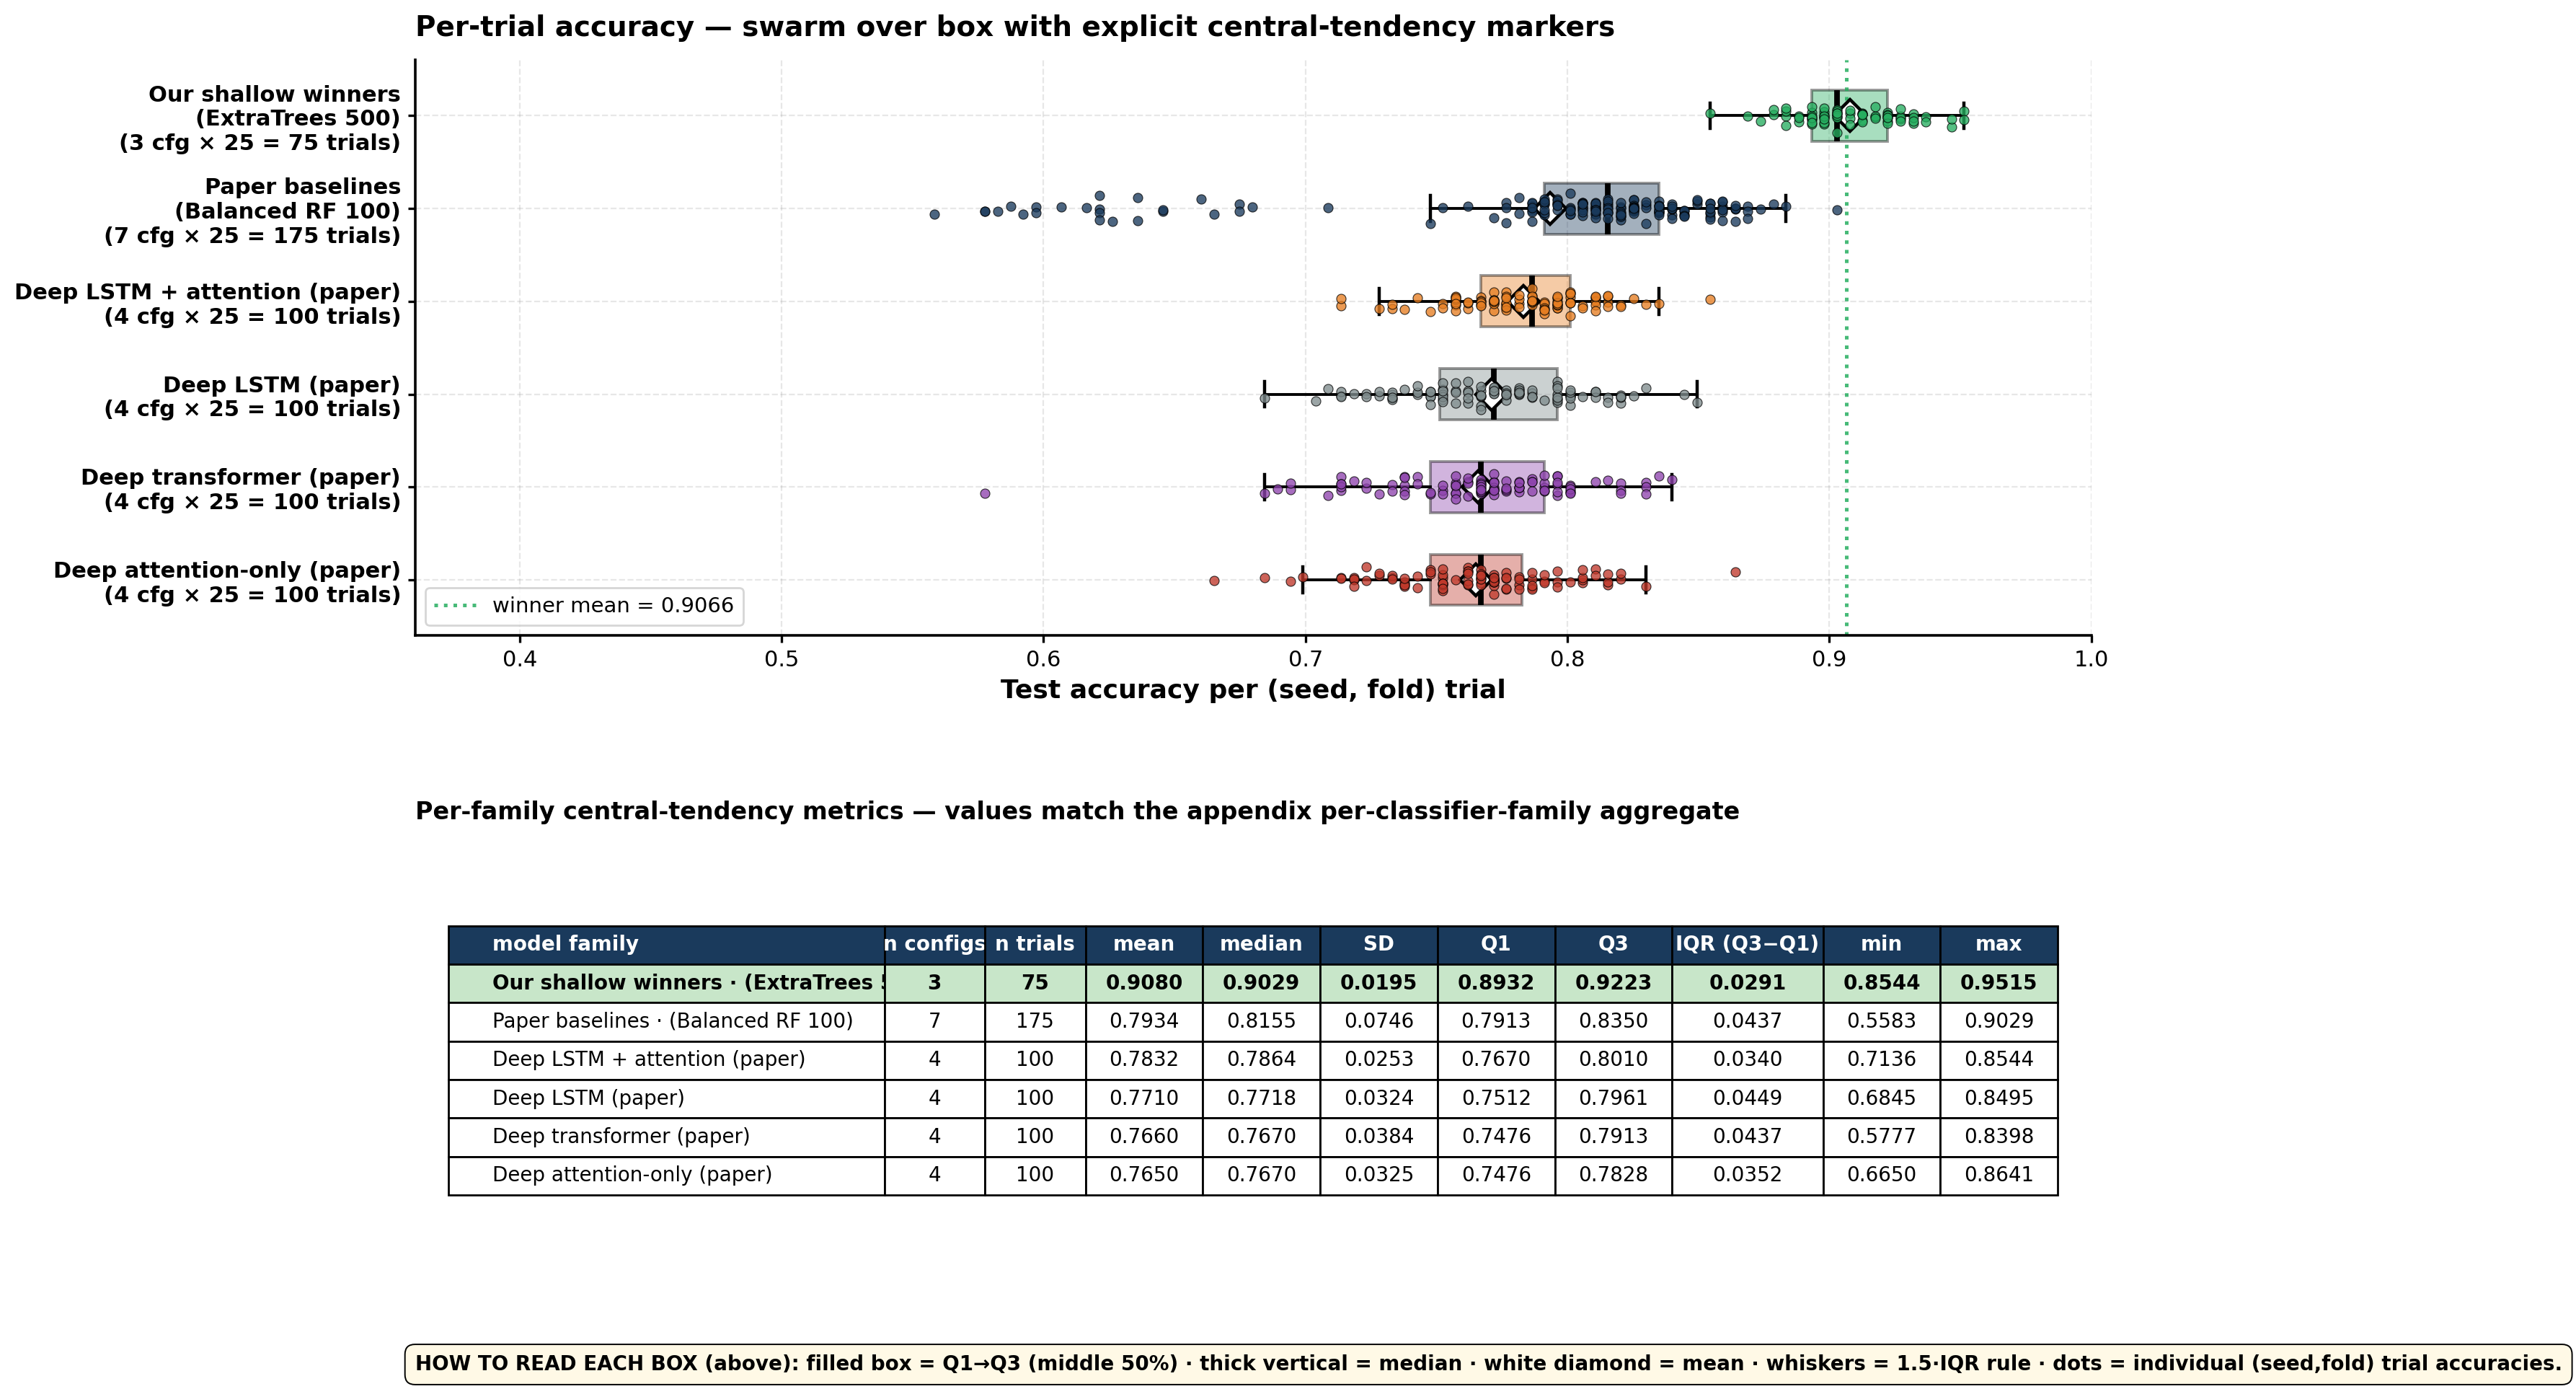 Per-trial accuracy — swarm over box with explicit central-tendency markers
Our shallow winners
(ExtraTrees 500)
(3 cfg × 25 = 75 trials)
Paper baselines
(Balanced RF 100)
(7 cfg × 25 = 175 trials)
Deep LSTM + attention (paper)
(4 cfg × 25 = 100 trials)
Deep LSTM (paper)
(4 cfg × 25 = 100 trials)
Deep transformer (paper)
(4 cfg × 25 = 100 trials)
Deep attention-only (paper)
(4 cfg × 25 = 100 trials)
winner mean = 0.9066
0.4 0.5 0.6 0.7 0.8 0.9 1.0
Test accuracy per (seed, fold) trial
Per-family central-tendency metrics — values match the appendix per-classifier-family aggregate
model family n configs n trials mean median SD Q1 Q3 IQR (Q3−Q1) min max
Our shallow winners · (ExtraTrees 3 75 0.9080 0.9029 0.0195 0.8932 0.9223 0.0291 0.8544 0.9515
Paper baselines · (Balanced RF 100) 7 175 0.7934 0.8155 0.0746 0.7913 0.8350 0.0437 0.5583 0.9029
Deep LSTM + attention (paper) 4 100 0.7832 0.7864 0.0253 0.7670 0.8010 0.0340 0.7136 0.8544
Deep LSTM (paper) 4 100 0.7710 0.7718 0.0324 0.7512 0.7961 0.0449 0.6845 0.8495
Deep transformer (paper) 4 100 0.7660 0.7670 0.0384 0.7476 0.7913 0.0437 0.5777 0.8398
Deep attention-only (paper) 4 100 0.7650 0.7670 0.0325 0.7476 0.7828 0.0352 0.6650 0.8641
HOW TO READ EACH BOX (above): filled box = Q1→Q3 (middle 50%) · thick vertical = median · white diamond = mean · whiskers = 1.5·IQR rule · dots = individual (seed,fold) trial accuracies.